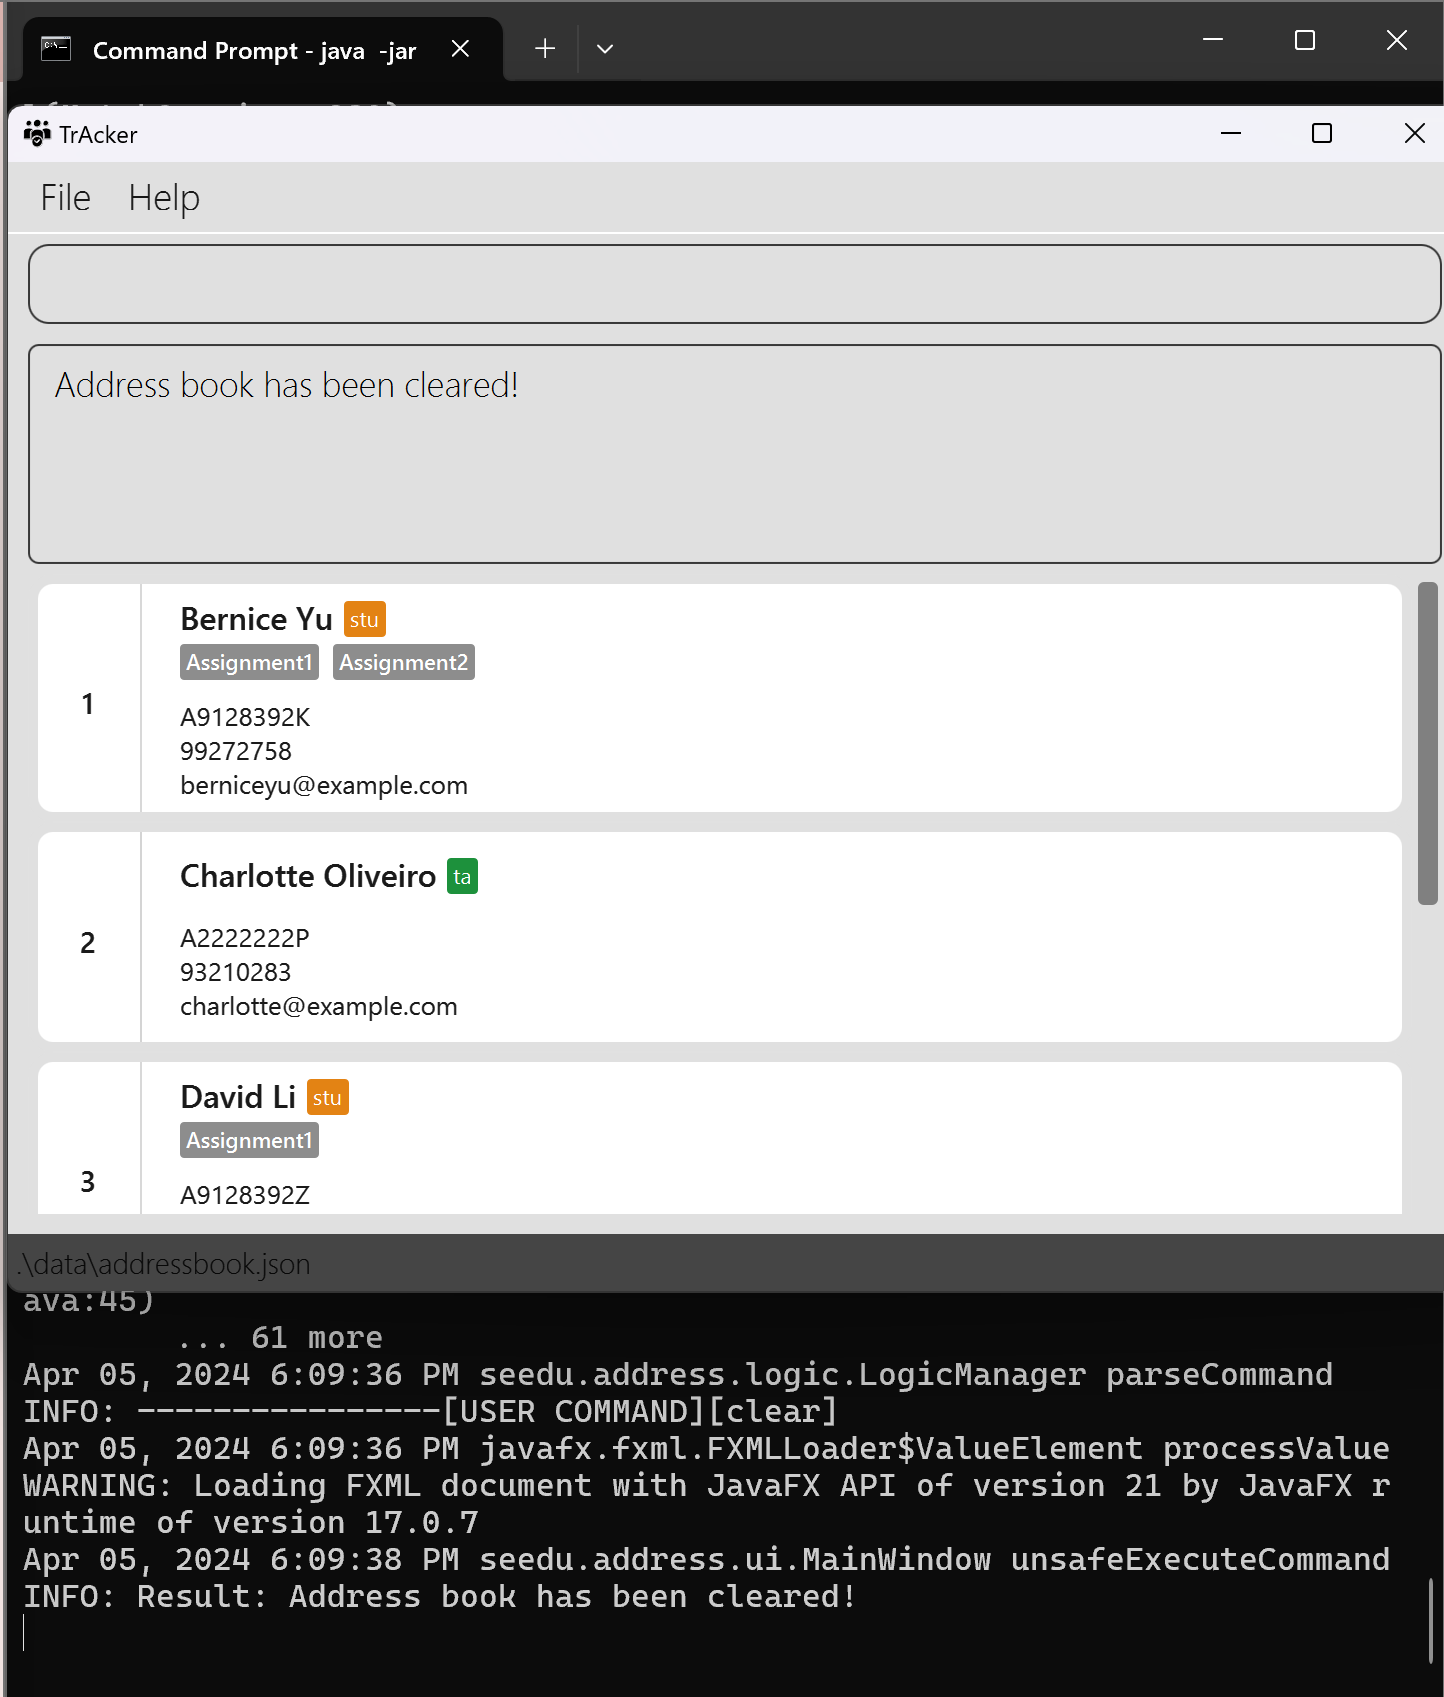 Command Prompt - java -jar
TrAcker
File Help
Address book has been cleared!
1
Bernice Yu stu
Assignment1 Assignment2
A9128392K
99272758
berniceyu@example.com
2
Charlotte Oliveiro ta
A2222222P
93210283
charlotte@example.com
3
David Li stu
Assignment1
A9128392Z
.\data\addressbook.json
ava:45)
... 61 more
Apr 05, 2024 6:09:36 PM seedu.address.logic.LogicManager parseCommand
INFO: ----------------[USER COMMAND][clear]
Apr 05, 2024 6:09:36 PM javafx.fxml.FXMLLoader$ValueElement processValue
WARNING: Loading FXML document with JavaFX API of version 21 by JavaFX r
untime of version 17.0.7
Apr 05, 2024 6:09:38 PM seedu.address.ui.MainWindow unsafeExecuteCommand
INFO: Result: Address book has been cleared!